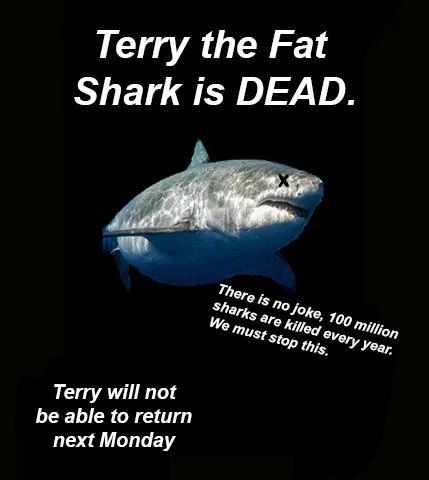 Terry the Fat
Shark is DEAD.
There is no joke, 100 million
sharks are killed every year.
We must stop this.
Terry will not
be able to return
next Monday